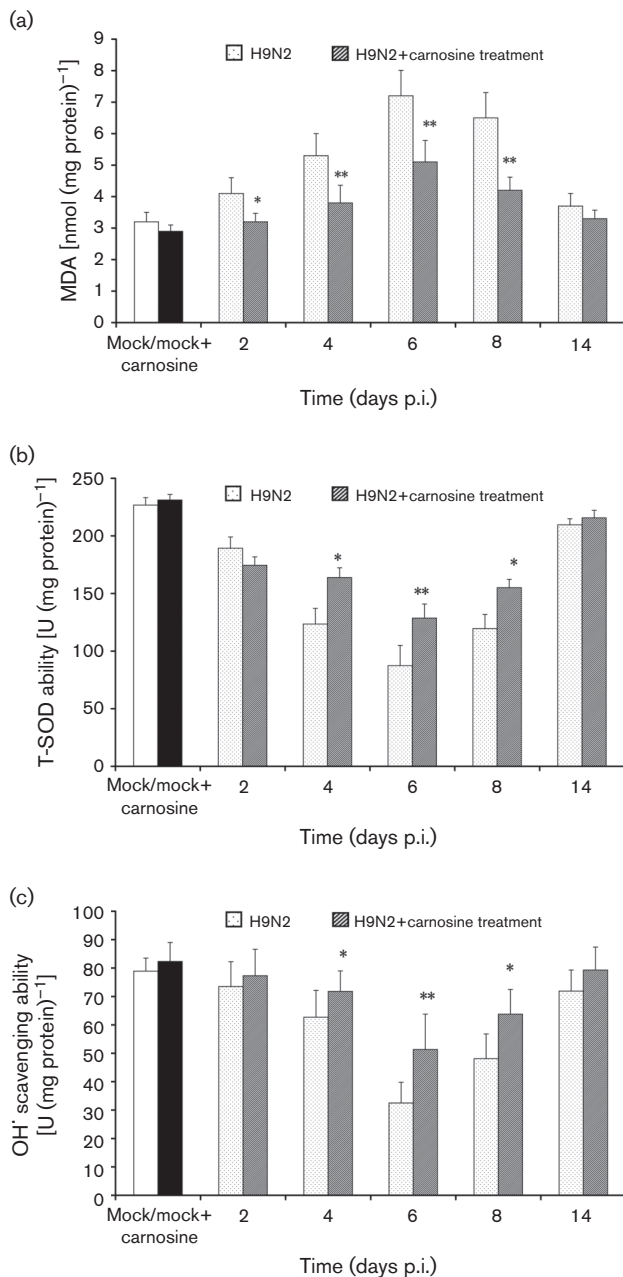 (a)
H9N2
H9N2+carnosine treatment
MDA [nmol (mg protein)−1]
9
8
7
6
5
4
3
2
1
0
*
**
**
**
Mock/mock+
carnosine
2
4
6
8
14
Time (days p.i.)
(b)
H9N2
H9N2+carnosine treatment
T-SOD ability [U (mg protein)−1]
250
200
150
100
50
0
*
**
*
Mock/mock+
carnosine
2
4
6
8
14
Time (days p.i.)
(c)
H9N2
H9N2+carnosine treatment
OH• scavenging ability
[U (mg protein)−1]
100
90
80
70
60
50
40
30
20
10
0
*
**
*
Mock/mock+
carnosine
2
4
6
8
14
Time (days p.i.)